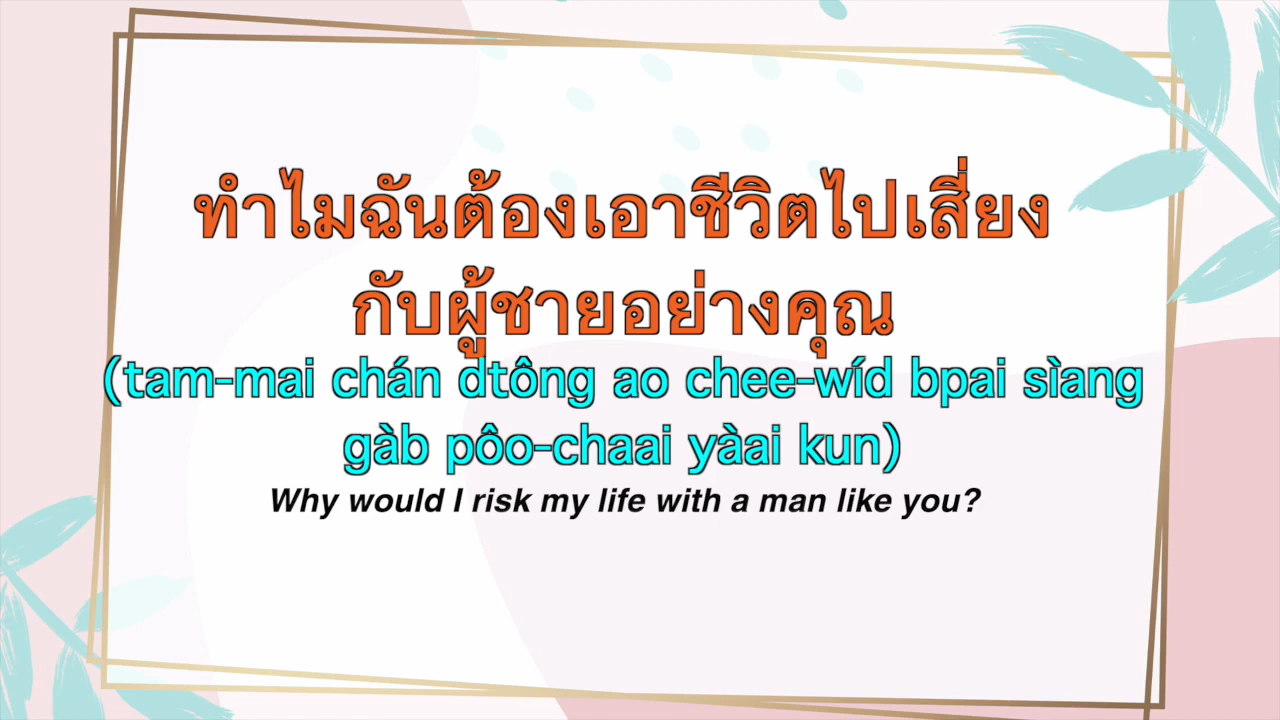 ทำไมฉันต้องเอาชีวิตไปเสี่ยง
กับผู้ชายอย่างคุณ
(tam-mai chán dtông ao chee-wíd bpai sìang
gàb pôo-chaai yàai kun)
Why would I risk my life with a man like you?